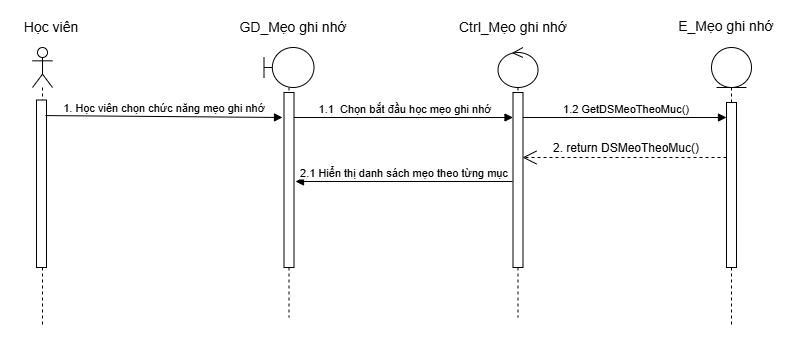 Học viên
GD_Mẹo ghi nhớ
Ctrl_Mẹo ghi nhớ
E_Mẹo ghi nhớ
1. Học viên chọn chức năng mẹo ghi nhớ
1.1 Chọn bắt đầu học mẹo ghi nhớ
1.2 GetDSMeoTheoMuc()
2. return DSMeoTheoMuc()
2.1 Hiển thị danh sách mẹo theo từng mục